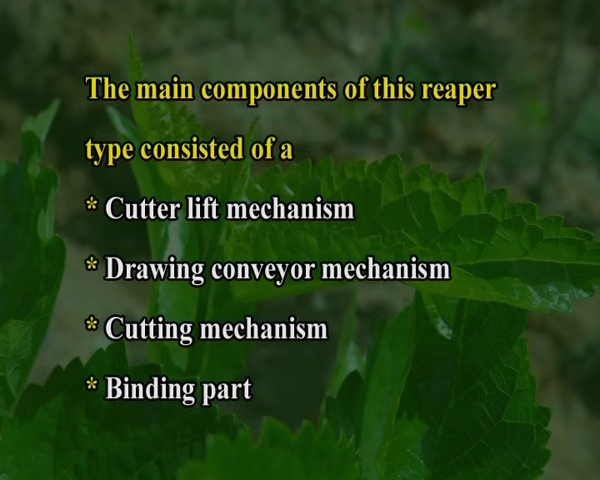 The main components of this reaper
type consisted of a
* Cutter lift mechanism
* Drawing conveyor mechanism
* Cutting mechanism
* Binding part